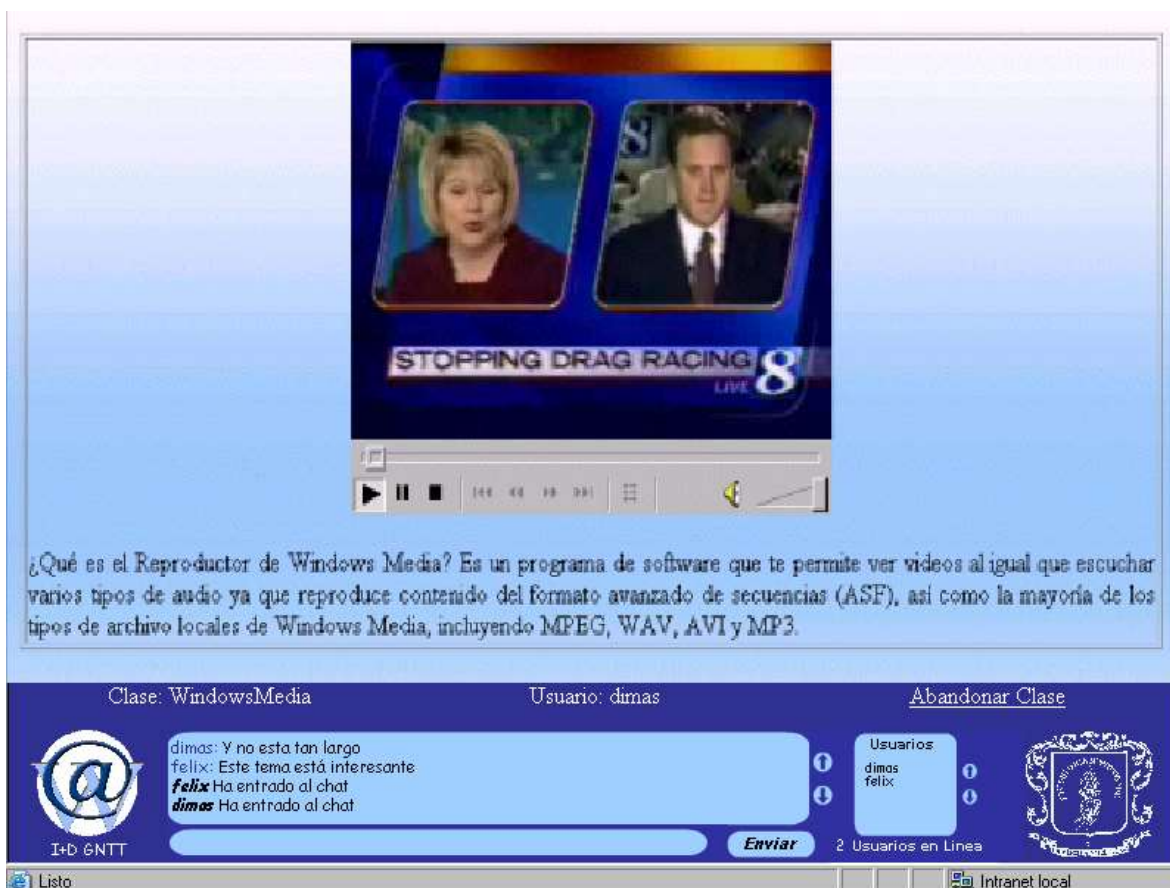 8
STOPPING DRAG RACING 8
LIVE
¿Qué es el Reproductor de Windows Media? Es un programa de software que te permite ver videos al igual que escuchar
varios tipos de audio ya que reproduce contenido del formato avanzado de secuencias (ASF), así como la mayoría de los
tipos de archivo locales de Windows Media, incluyendo MPEG, WAV, AVI y MP3.
Clase: WindowsMedia
Usuario: dimas
Abandonar Clase
dimas: Y no esta tan largo
felix: Este tema está interesante
felix Ha entrado al chat
dimas Ha entrado al chat
Enviar
Usuarios
dimas
felix
2 Usuarios en Linea
@
I+D GNTT
Listo
Intranet local